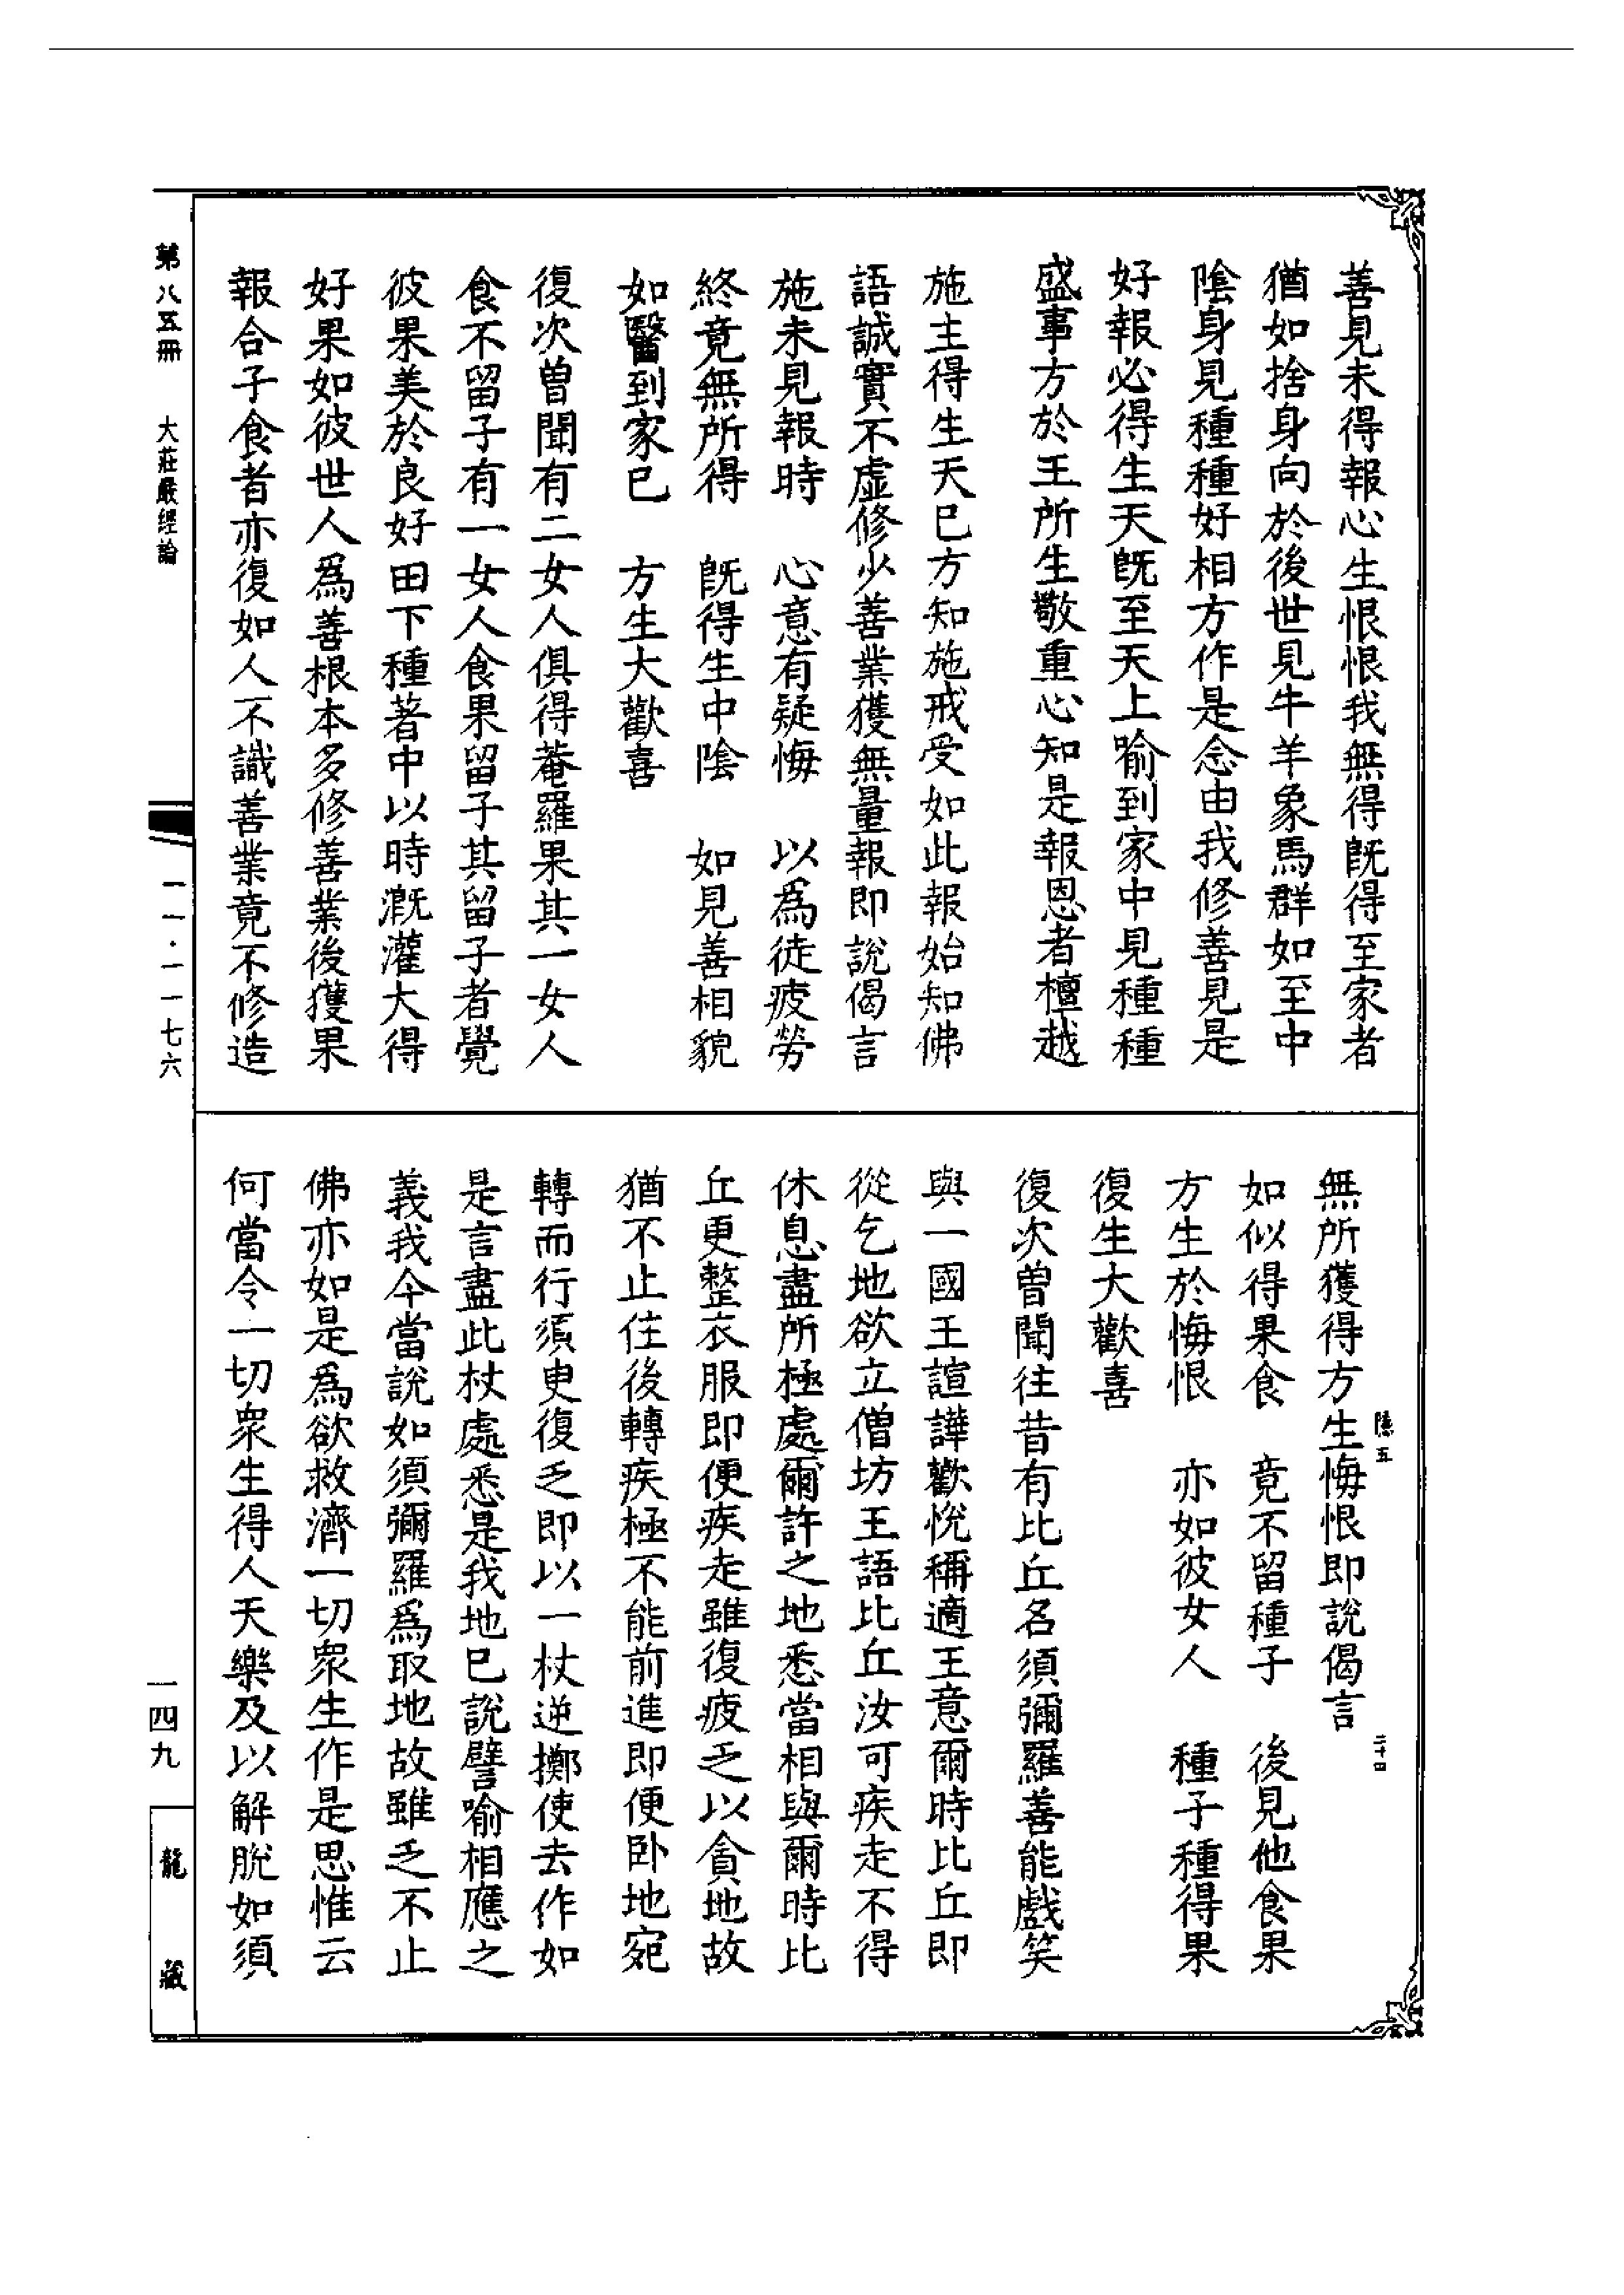 善見未得報心生恨恨我無得旣得至家者
猶如捨身向於後世見牛羊象馬群如至中
陰身見種種好相方作是念由我修善見是
好報必得生天旣至天上喻到家中見種種
盛事方於王所生敬重心知是報恩者檀越
施主得生天已方知施戒受如此報始知佛
語誠實不虛修少善業獲無量報即說偈言
施未見報時　心意有疑悔　以爲徒疲勞
終竟無所得　旣得生中陰　如見善相貌
如醫到家已　方生大歡喜
復次曾聞有二女人俱得菴羅果其一女人
食不留子有一女人食果留子其留子者覺
彼果美於良好田下種著中以時溉灌大得
好果如彼世人爲善根本多修善業後獲果
報合子食者亦復如人不識善業竟不修造
無所獲得方生悔恨即說偈言
如似得果食　竟不留種子　後見他食果
方生於悔恨　亦如彼女人　種子種得果
復生大歡喜
復次曾聞往昔有比丘名須彌羅善能戲笑
與一國王諠譁歡悅稱適王意爾時比丘即
從乞地欲立僧坊王語比丘汝可疾走不得
休息盡所極處爾許之地悉當相與爾時比
丘更整衣服即便疾走雖復疲乏以貪地故
猶不止住後轉疾極不能前進即便卧地宛
轉而行須臾復乏即以一杖逆擲使去作如
是言盡此杖處悉是我地已說譬喻相應之
義我今當說如須彌羅爲取地故雖乏不止
佛亦如是爲欲救濟一切衆生作是思惟云
何當令一切衆生得人天樂及以解脫如須
第八五冊　大莊嚴經論
一一·一一七六
一四九
龍藏